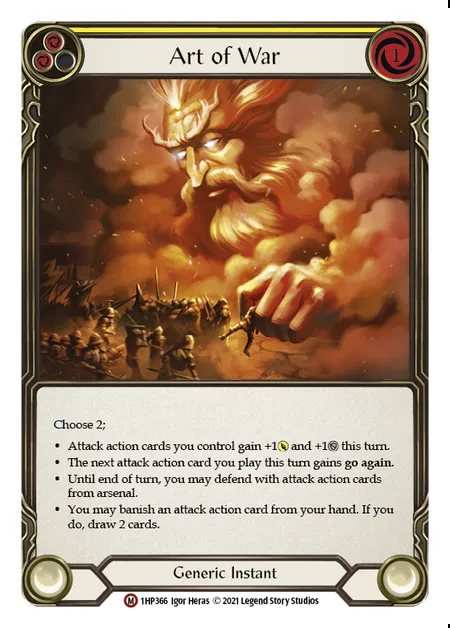 Art of War
1
Choose 2;
• Attack action cards you control gain +1 and +1 this turn.
• The next attack action card you play this turn gains go again.
• Until end of turn, you may defend with attack action cards
from arsenal.
• You may banish an attack action card from your hand. If you
do, draw 2 cards.
Generic Instant
M 1HP366 Igor Heras © 2021 Legend Story Studios